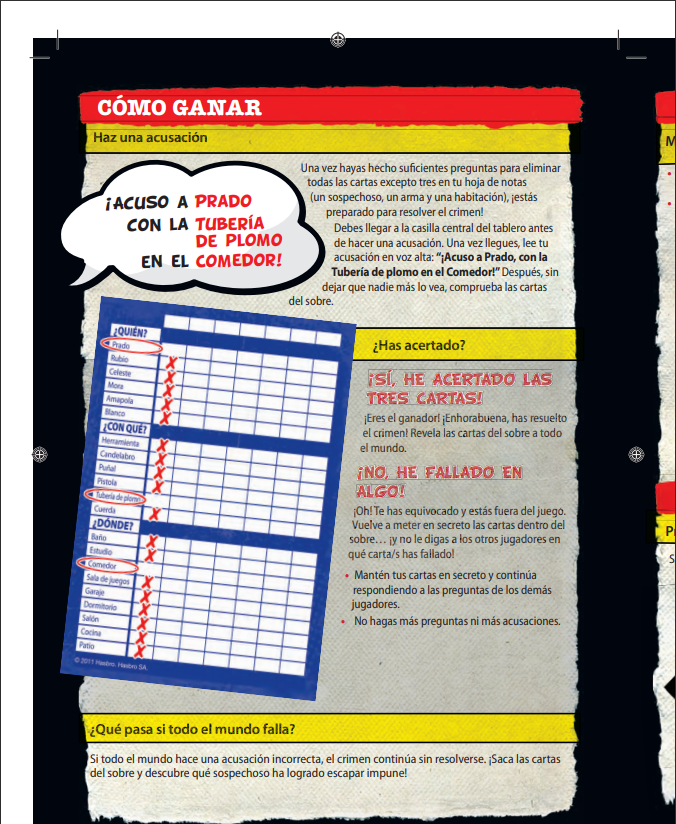 CÓMO GANAR
Haz una acusación
¡ACUSO A PRADO
CON LA TUBERÍA
DE PLOMO
EN EL COMEDOR!
Una vez hayas hecho suficientes preguntas para eliminar
todas las cartas excepto tres en tu hoja de notas
(un sospechoso, un arma y una habitación), ¡estás
preparado para resolver el crimen!
Debes llegar a la casilla central del tablero antes
de hacer una acusación. Una vez llegues, lee tu
acusación en voz alta: “¡Acuso a Prado, con la
Tubería de plomo en el Comedor!” Después, sin
dejar que nadie más lo vea, comprueba las cartas
del sobre.
¿QUIÉN?
Prado
Rubio
Celeste
Mora
Amapola
Blanco
¿CON QUÉ?
Herramienta
Candelabro
Puñal
Pistola
Tubería de plomo
Cuerda
¿DÓNDE?
Baño
Estudio
Comedor
Sala de juegos
Garaje
Dormitorio
Salón
Cocina
Patio
© 2011 Hasbro. Hasbro SA.
¿Has acertado?
¡SÍ, HE ACERTADO LAS
TRES CARTAS!
¡Eres el ganador! ¡Enhorabuena, has resuelto
el crimen! Revela las cartas del sobre a todo
el mundo.
¡NO, HE FALLADO EN
ALGO!
¡Oh! Te has equivocado y estás fuera del juego.
Vuelve a meter en secreto las cartas dentro del
sobre… ¡y no le digas a los otros jugadores en
qué carta/s has fallado!
• Mantén tus cartas en secreto y continúa
respondiendo a las preguntas de los demás
jugadores.
• No hagas más preguntas ni más acusaciones.
¿Qué pasa si todo el mundo falla?
Si todo el mundo hace una acusación incorrecta, el crimen continúa sin resolverse. ¡Saca las cartas
del sobre y descubre qué sospechoso ha logrado escapar impune!